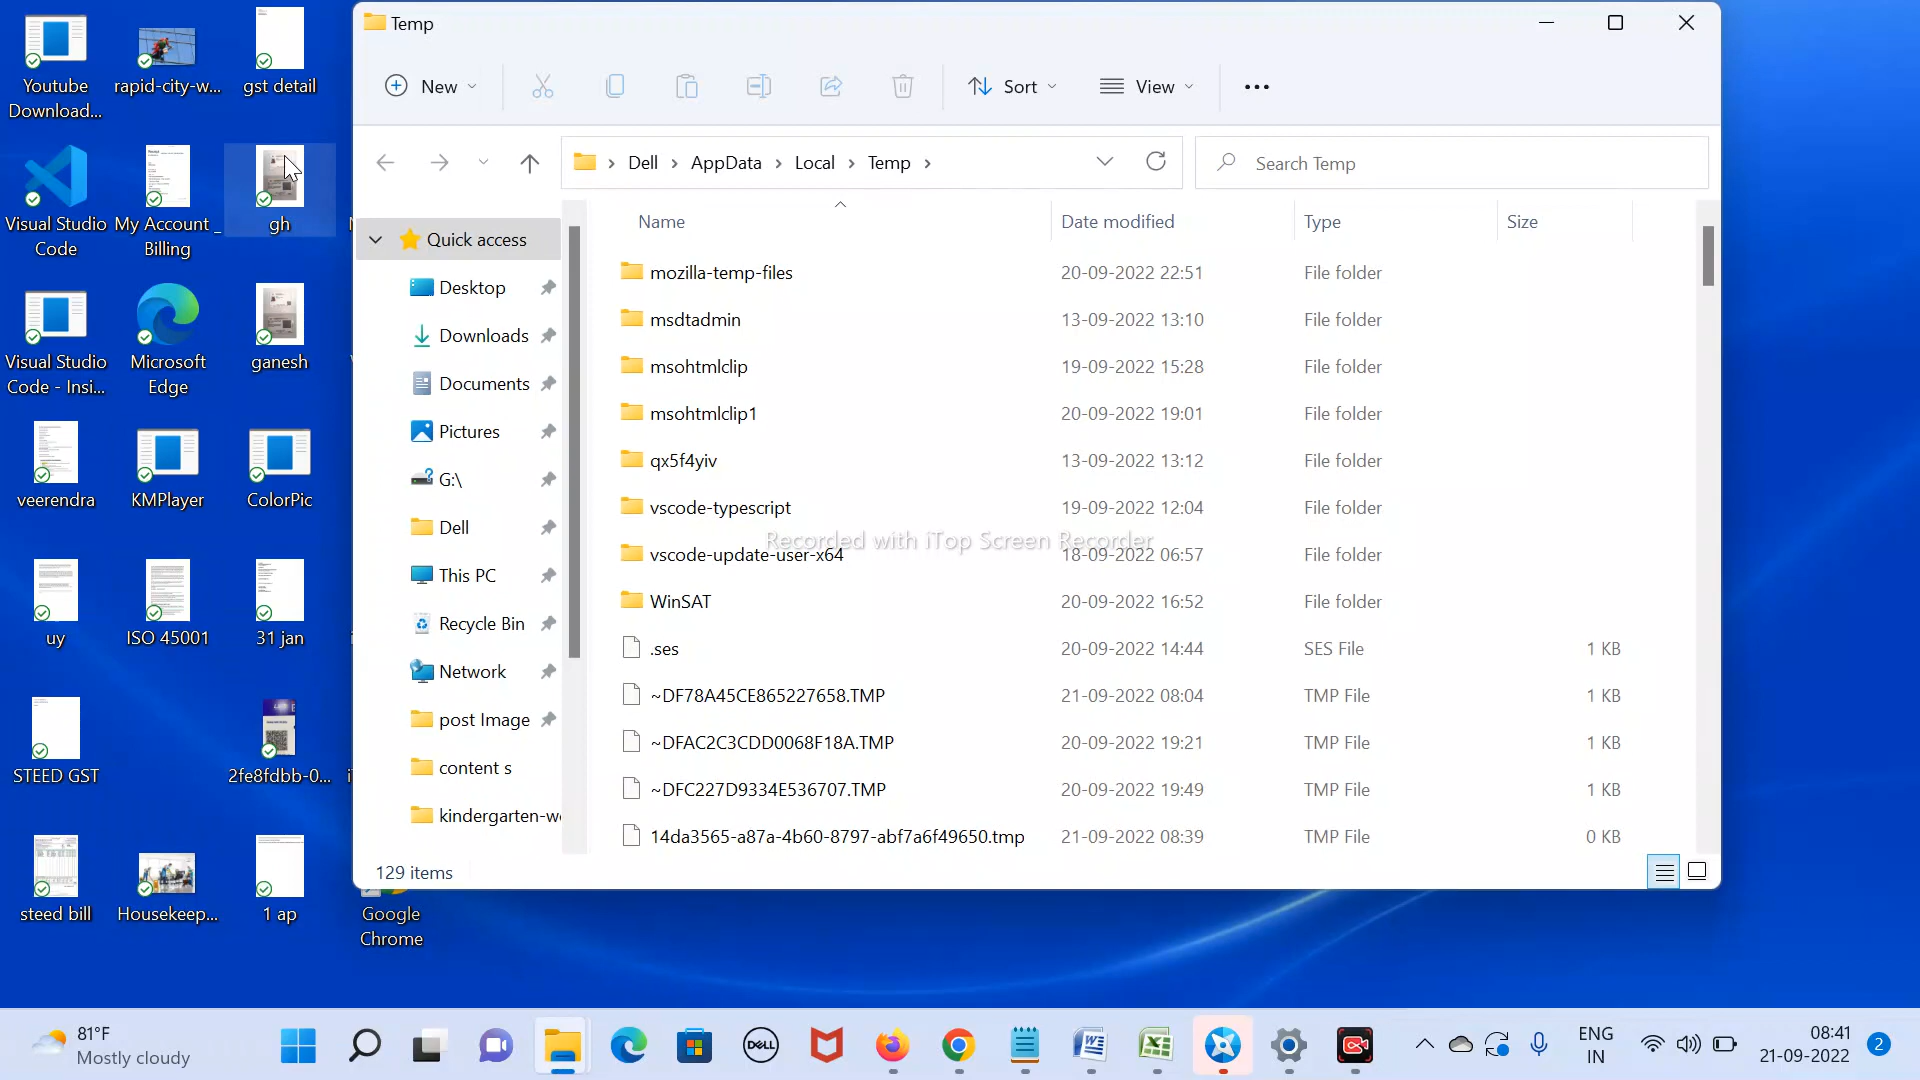 Youtube
Download...
rapid-city-w...
gst detail
Visual Studio
Code
My Account _
Billing
gh
Visual Studio
Code - Insi...
Microsoft
Edge
ganesh
veerendra
KMPlayer
ColorPic
uy
ISO 45001
31 jan
STEED GST
2fe8fdbb-0...
steed bill
Housekeep...
1 ap
Google
Chrome
Temp
New
Sort
View
Dell
AppData
Local
Temp
Search Temp
Quick access
Desktop
Downloads
Documents
Pictures
G:\
Dell
This PC
Recycle Bin
Network
post Image
content s
kindergarten-w
Name Date modified Type Size
mozilla-temp-files 20-09-2022 22:51 File folder
msdtadmin 13-09-2022 13:10 File folder
msohtmlclip 19-09-2022 15:28 File folder
msohtmlclip1 20-09-2022 19:01 File folder
qx5f4yiv 13-09-2022 13:12 File folder
vscode-typescript 19-09-2022 12:04 File folder
Recorded with iTop Screen Recorder
vscode-update-user-x64 18-09-2022 06:57 File folder
WinSAT 20-09-2022 16:52 File folder
.ses 20-09-2022 14:44 SES File 1 KB
~DF78A45CE865227658.TMP 21-09-2022 08:04 TMP File 1 KB
~DFAC2C3CDD0068F18A.TMP 20-09-2022 19:21 TMP File 1 KB
~DFC227D9334E536707.TMP 20-09-2022 19:49 TMP File 1 KB
14da3565-a87a-4b60-8797-abf7a6f49650.tmp 21-09-2022 08:39 TMP File 0 KB
129 items
81°F
Mostly cloudy
DELL
ENG
IN
08:41
21-09-2022
2